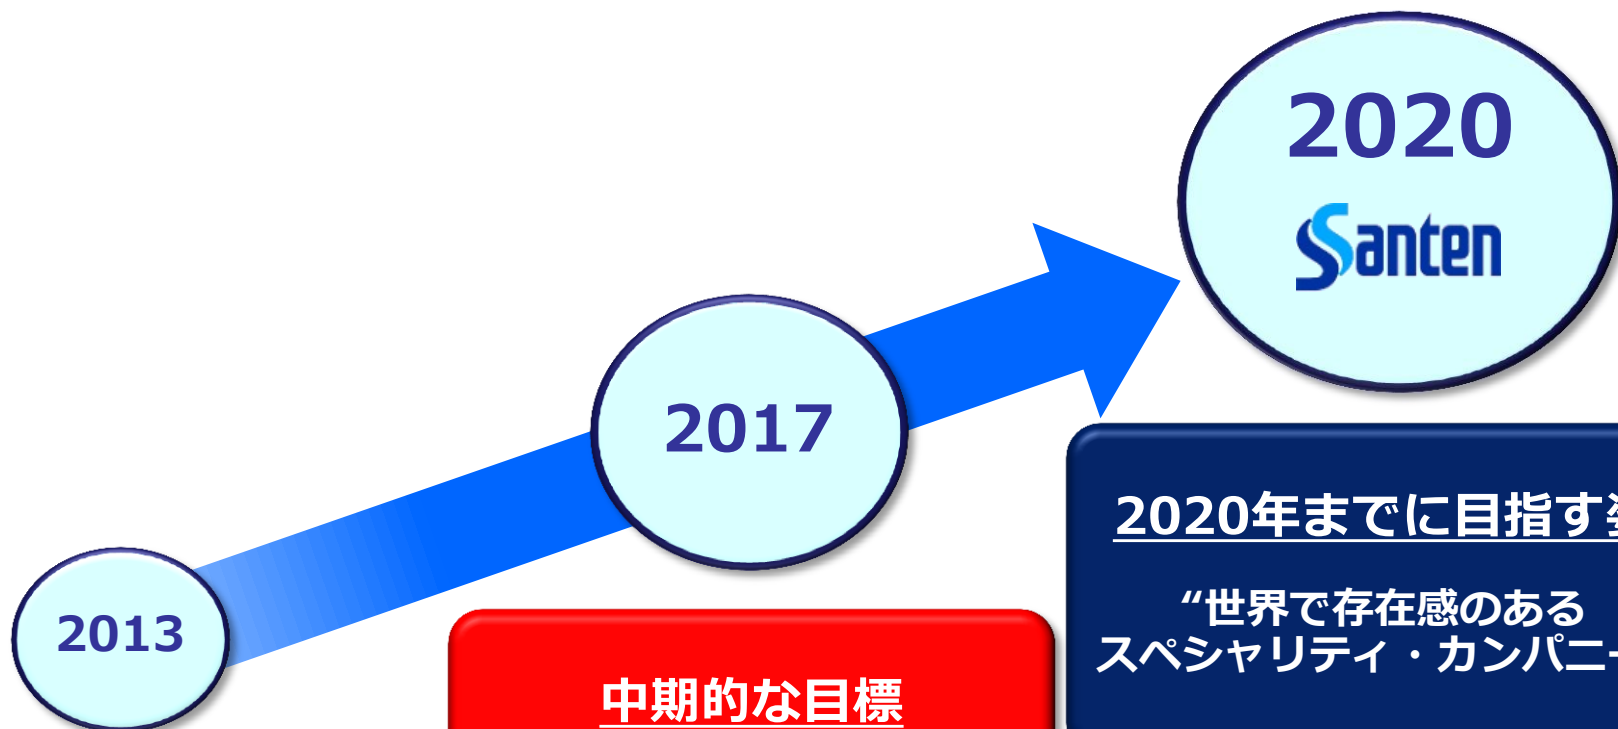 2020
Santen
2017
2020年までに目指す
“世界で存在感のある
スペシャリティ・カンパニー
2013
中期的な目標